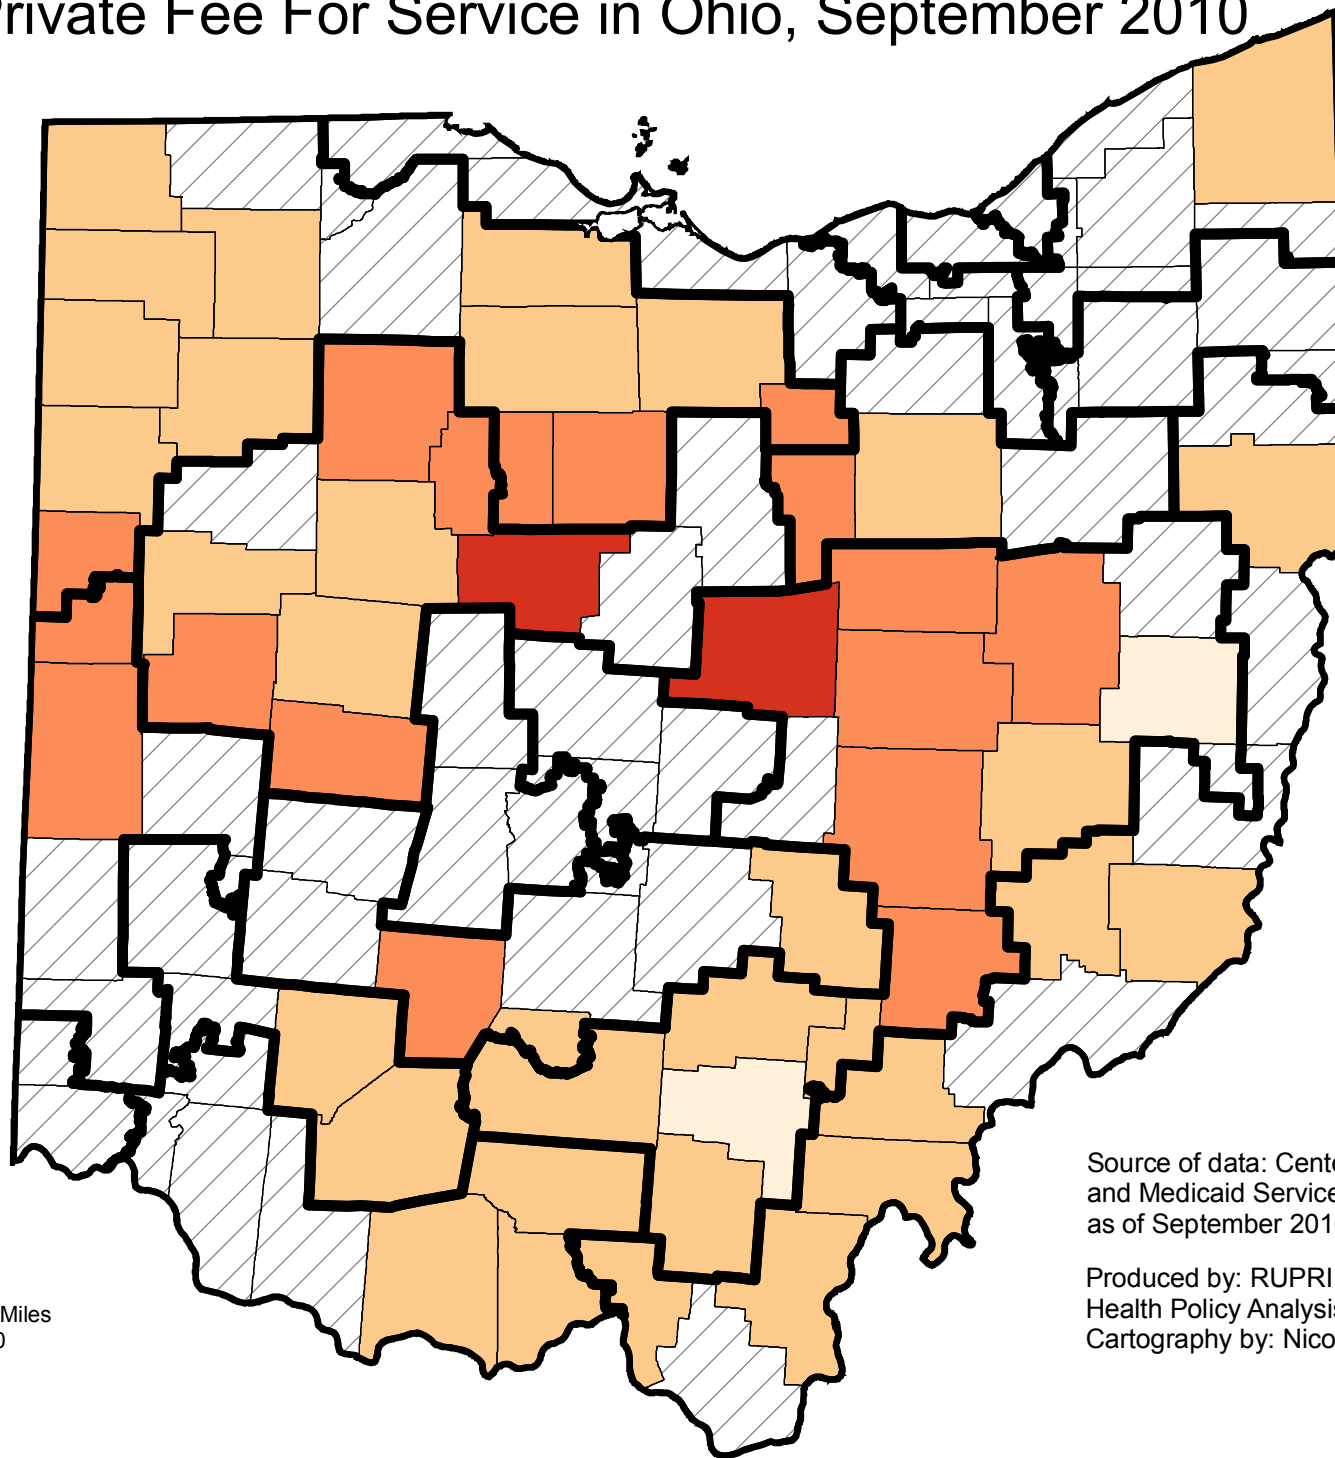 Private Fee For Service in Ohio, September 2010
Source of data: Cente
and Medicaid Service
as of September 201
Produced by: RUPRI
Health Policy Analysis
Cartography by: Nico
Miles
0